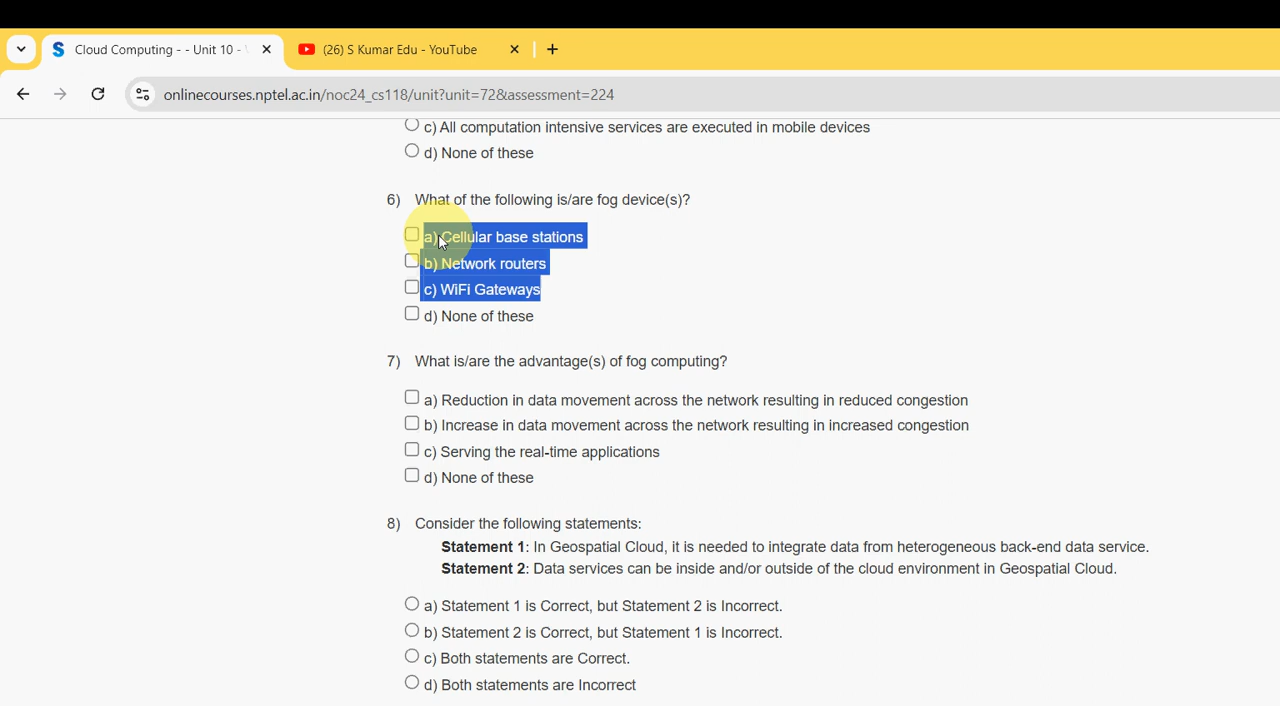 Cloud Computing - - Unit 10 -
(26) S Kumar Edu - YouTube
onlinecourses.nptel.ac.in/noc24_cs118/unit?unit=72&assessment=224
c) All computation intensive services are executed in mobile devices
d) None of these
6) What of the following is/are fog device(s)?
a) Cellular base stations
b) Network routers
c) WiFi Gateways
d) None of these
7) What is/are the advantage(s) of fog computing?
a) Reduction in data movement across the network resulting in reduced congestion
b) Increase in data movement across the network resulting in increased congestion
c) Serving the real-time applications
d) None of these
8) Consider the following statements:
Statement 1: In Geospatial Cloud, it is needed to integrate data from heterogeneous back-end data service.
Statement 2: Data services can be inside and/or outside of the cloud environment in Geospatial Cloud.
a) Statement 1 is Correct, but Statement 2 is Incorrect.
b) Statement 2 is Correct, but Statement 1 is Incorrect.
c) Both statements are Correct.
d) Both statements are Incorrect